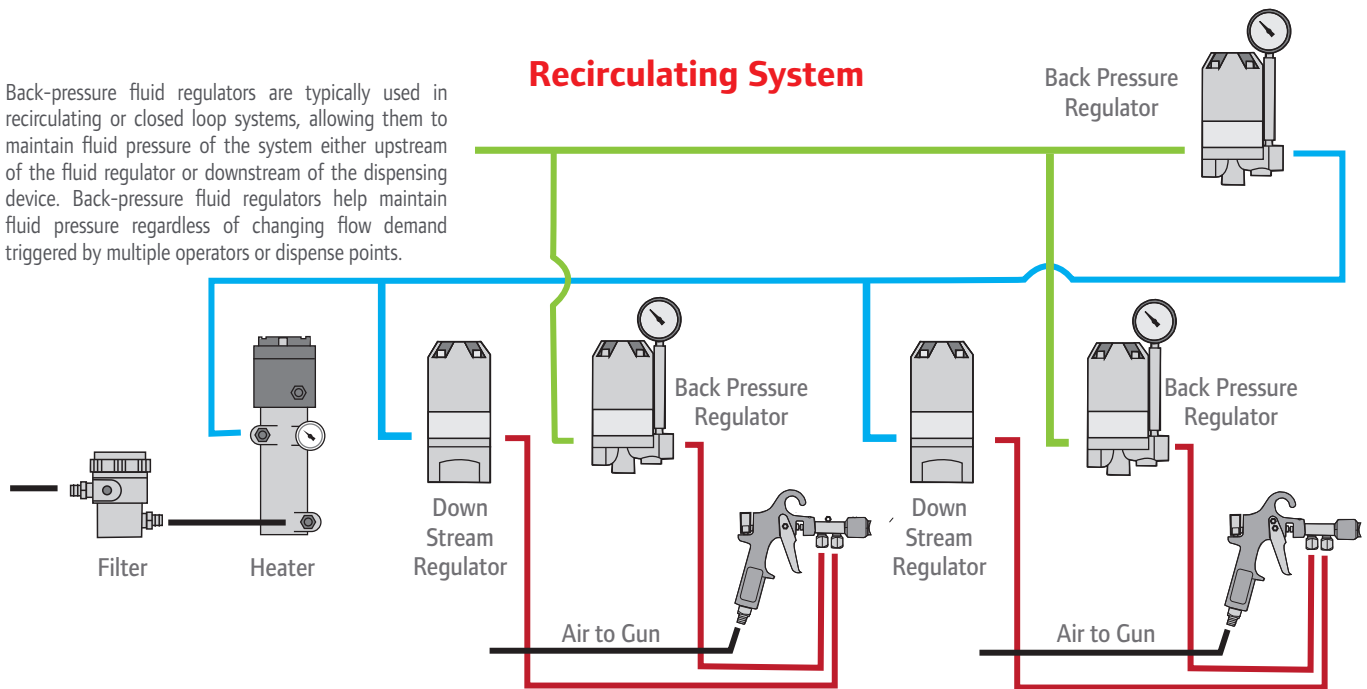 Recirculating System
Back-pressure fluid regulators are typically used in
recirculating or closed loop systems, allowing them to
maintain fluid pressure of the system either upstream
of the fluid regulator or downstream of the dispensing
device. Back-pressure fluid regulators help maintain
fluid pressure regardless of changing flow demand
triggered by multiple operators or dispense points.
Back Pressure
Regulator
Back Pressure
Regulator
Back Pressure
Regulator
Filter
Heater
Down
Stream
Regulator
Down
Stream
Regulator
Air to Gun
Air to Gun